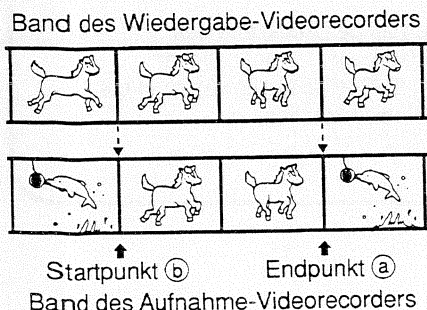 Band des Wiedergabe-Videorecorders
Startpunkt ⓑ Endpunkt ⓐ
Band des Aufnahme-Videorecorders